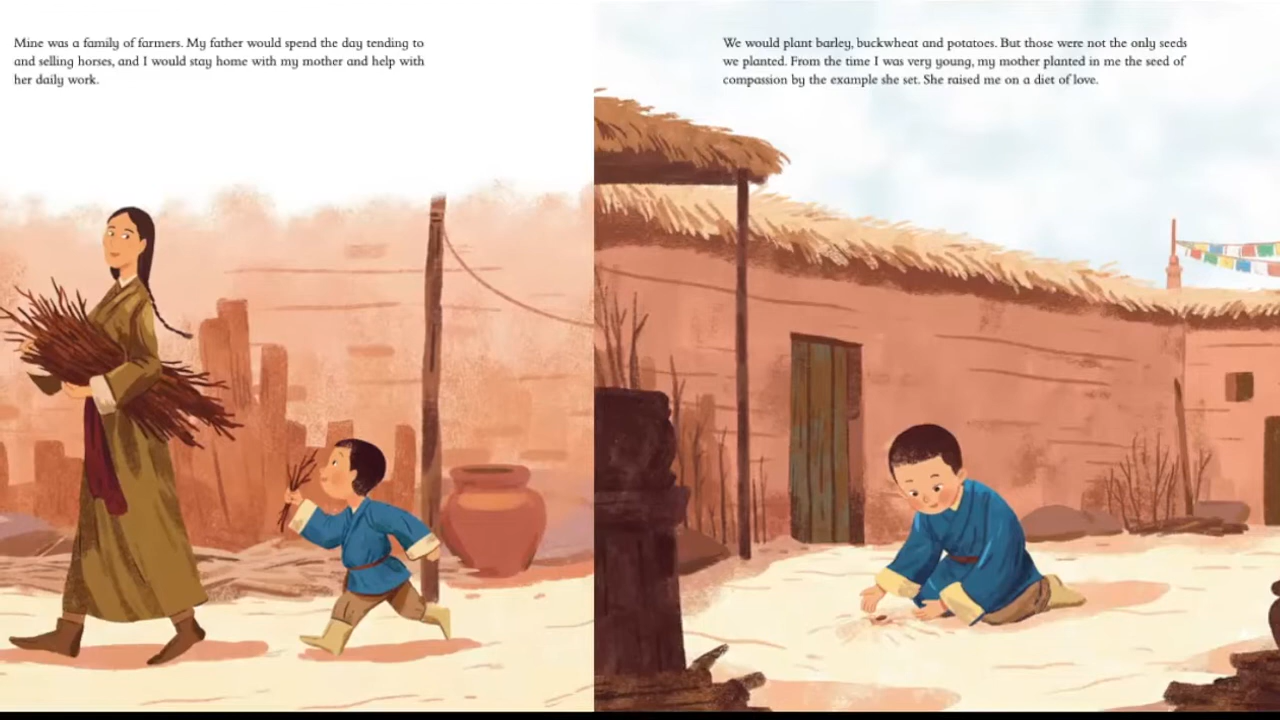 Mine was a family of farmers. My father would spend the day tending to
and selling horses, and I would stay home with my mother and help with
her daily work.
We would plant barley, buckwheat and potatoes. But those were not the only seeds
we planted. From the time I was very young, my mother planted in me the seed of
compassion by the example she set. She raised me on a diet of love.